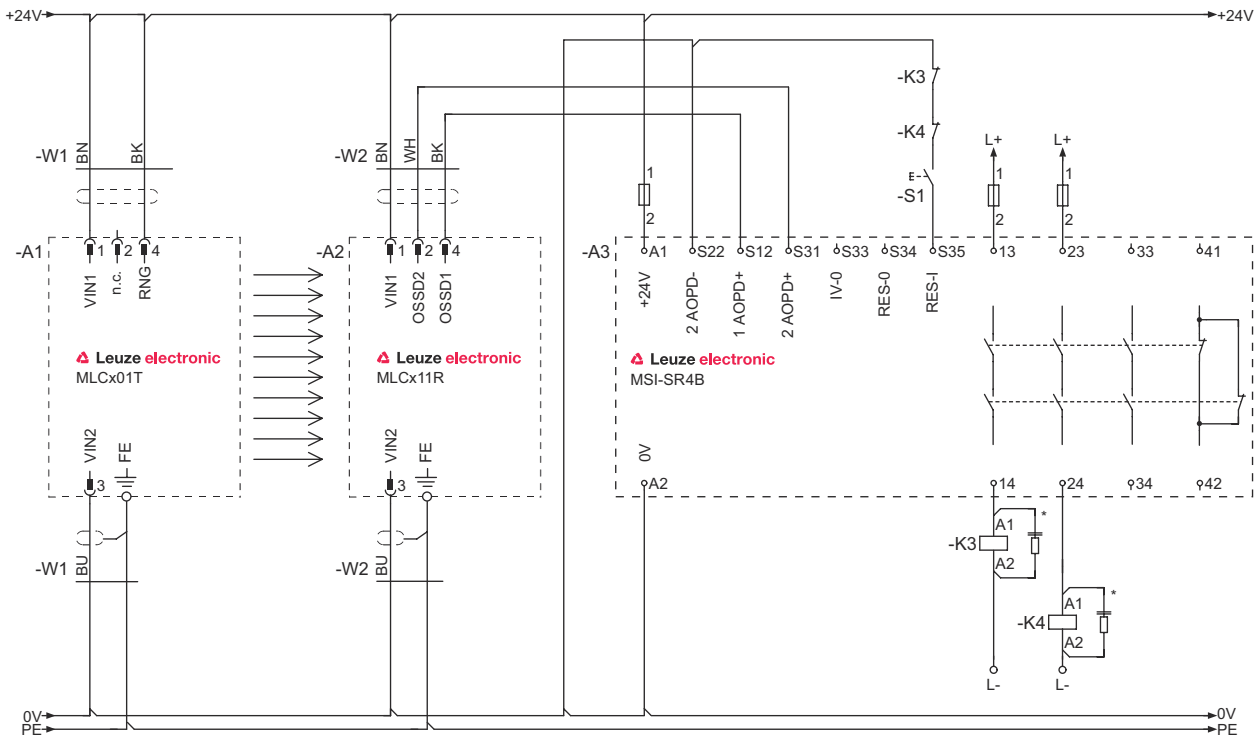 +24V
+24V
-K3
-K4
-S1
L+
L+
1
2
1
2
1
2
-W1
BN
BK
-W2
BN
WH
BK
-A1
1
2
4
VIN1
n.c.
RNG
Leuze electronic
MLCx01T
VIN2
FE
3
-W1
BU
-A2
1
2
4
VIN1
OSSD2
OSSD1
Leuze electronic
MLCx11R
VIN2
FE
3
-W2
BU
-A3
A1
S22
S12
S31
S33
S34
S35
13
23
33
41
+24V
2 AOPD-
1 AOPD+
2 AOPD+
IV-0
RES-0
RES-I
Leuze electronic
MSI-SR4B
0V
A2
14
24
34
42
-K3
A1
A2
*
-K4
A1
A2
*
L-
L-
0V
0V
PE
PE